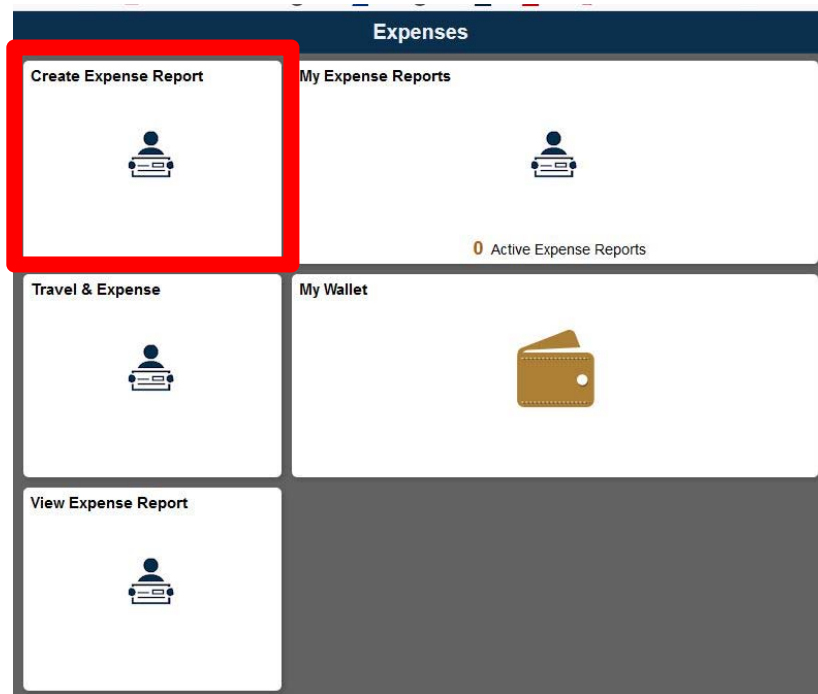 Expenses
Create Expense Report
My Expense Reports
0 Active Expense Reports
Travel & Expense
My Wallet
View Expense Report